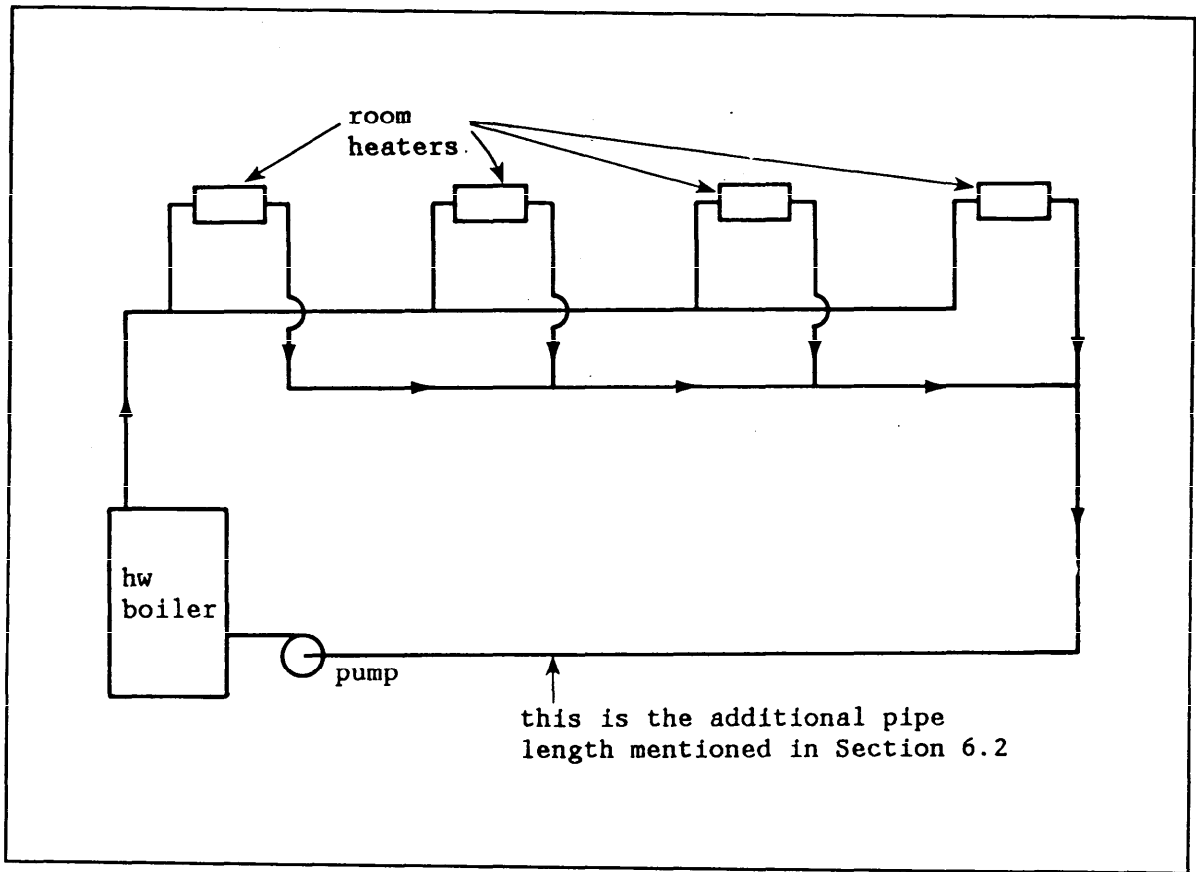 room
heaters
hw
boiler
pump
this is the additional pipe
length mentioned in Section 6.2